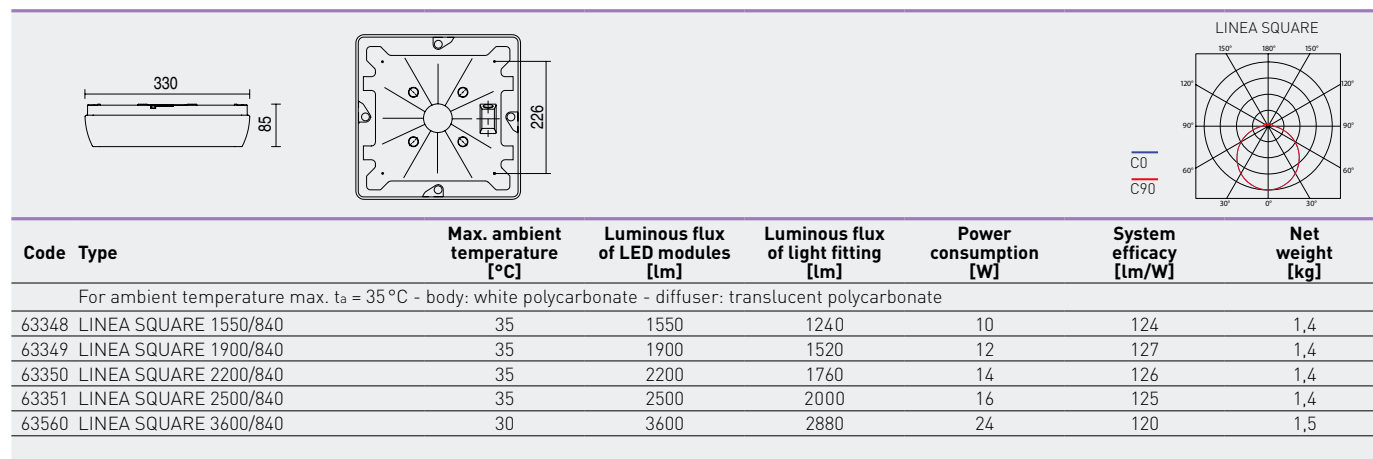 330
85
226
LINEA SQUARE
150° 180° 150°
120° 120°
90° 90°
60° 60°
30° 0° 30°
C0
C90
Code Type Max. ambient temperature [°C] Luminous flux of LED modules [lm] Luminous flux of light fitting [lm] Power consumption [W] System efficacy [lm/W] Net weight [kg]
For ambient temperature max. ta = 35 °C - body: white polycarbonate - diffuser: translucent polycarbonate
63348 LINEA SQUARE 1550/840 35 1550 1240 10 124 1,4
63349 LINEA SQUARE 1900/840 35 1900 1520 12 127 1,4
63350 LINEA SQUARE 2200/840 35 2200 1760 14 126 1,4
63351 LINEA SQUARE 2500/840 35 2500 2000 16 125 1,4
63560 LINEA SQUARE 3600/840 30 3600 2880 24 120 1,5